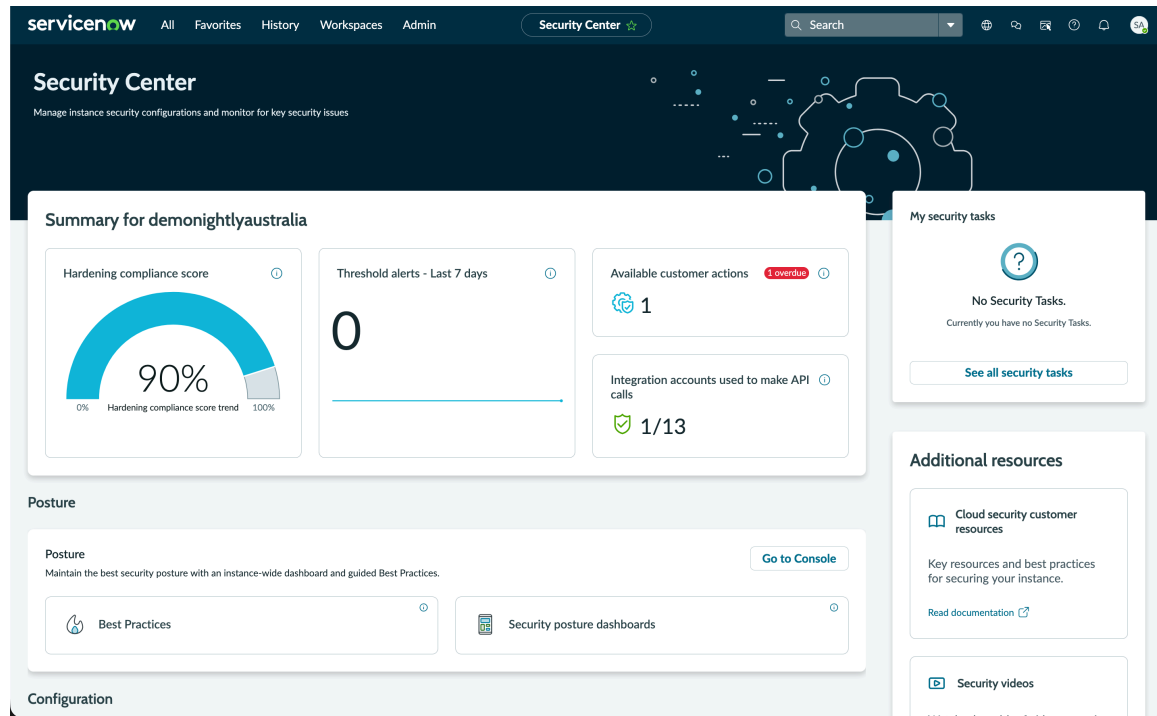 servicenow All Favorites History Workspaces Admin Security Center Search SA
Security Center
Manage instance security configurations and monitor for key security issues
Summary for demonightlyaustralia
Hardening compliance score
90%
0% Hardening compliance score trend 100%
Threshold alerts - Last 7 days
0
Available customer actions 1 overdue
1
Integration accounts used to make API
calls
1/13
My security tasks
?
No Security Tasks.
Currently you have no Security Tasks.
See all security tasks
Posture
Posture
Maintain the best security posture with an instance-wide dashboard and guided Best Practices.
Go to Console
Best Practices
Security posture dashboards
Configuration
Additional resources
Cloud security customer
resources
Key resources and best practices
for securing your instance.
Read documentation
Security videos